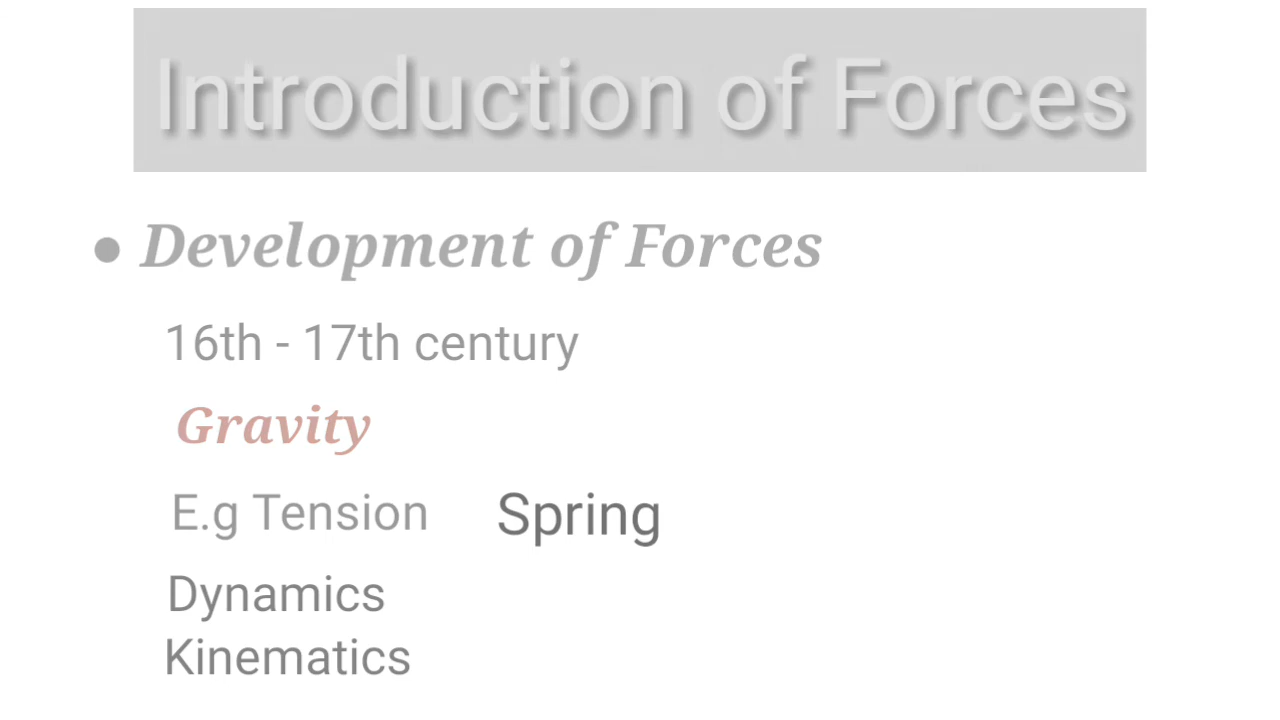 Introduction of Forces
● Development of Forces
16th - 17th century
Gravity
E.g Tension Spring
Dynamics
Kinematics